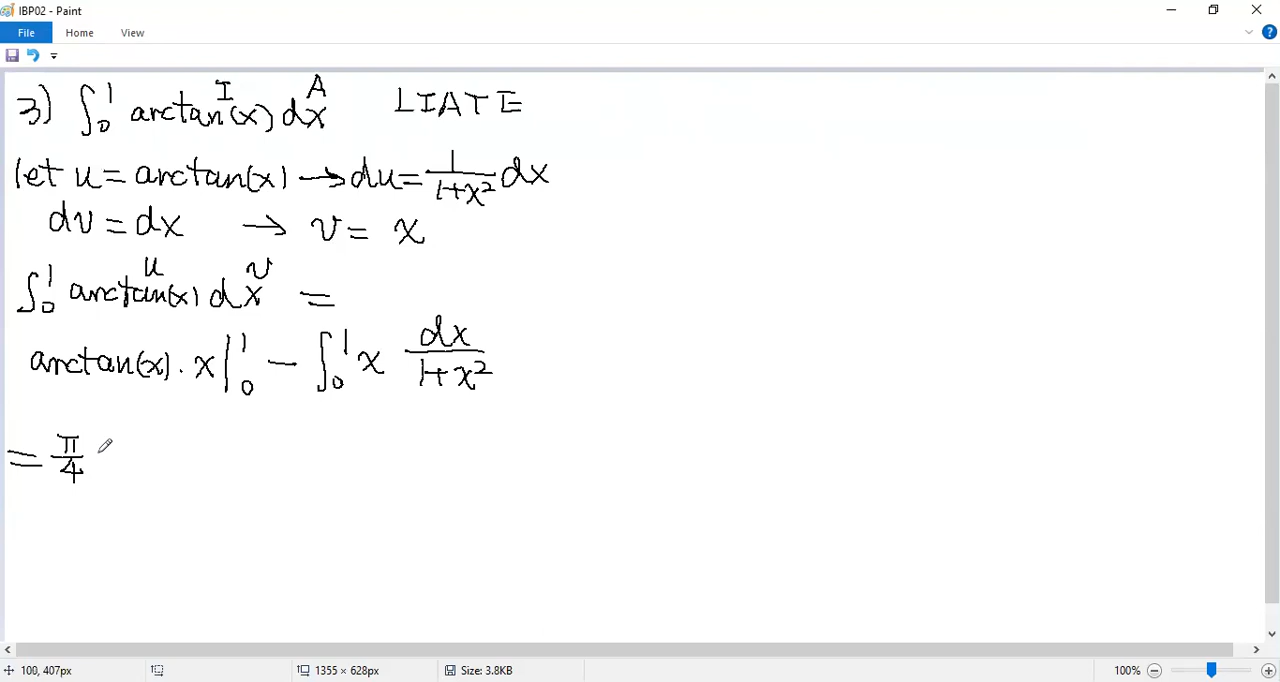 IBP02 - Paint
File Home View
I A
3) ∫₀¹ arctan(x) dx LIATE
let u = arctan(x) → du = 1/(1+x²) dx
dv = dx → v = x
u v
∫₀¹ arctan(x) dx =
arctan(x) · x |₀¹ − ∫₀¹ x dx/(1+x²)
= π/4
100, 407px 1355 × 628px Size: 3.8KB 100%